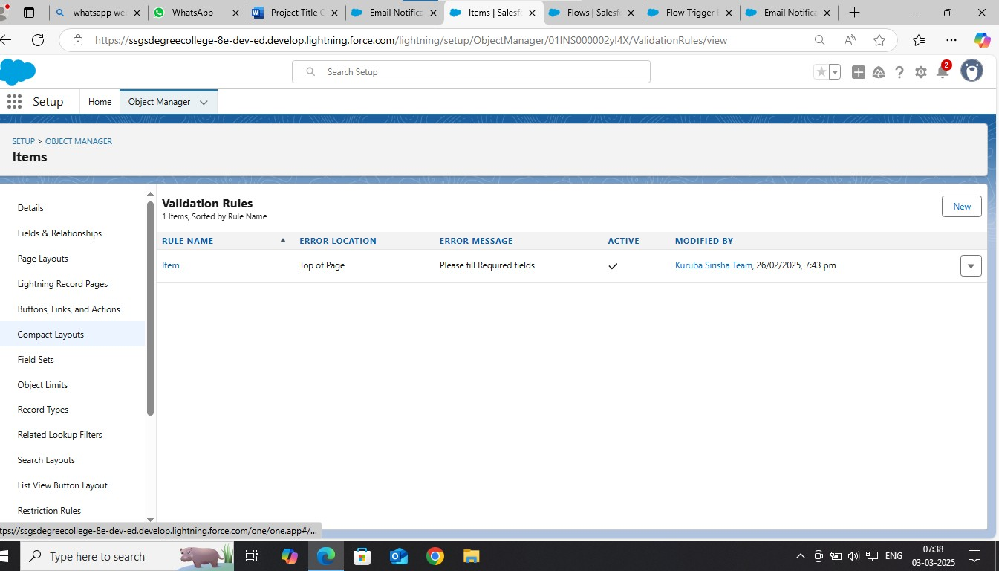 whatsapp wel
WhatsApp
Project Title C
Email Notifica
Items | Salesf
Flows | Salesf
Flow Trigger
Email Notifica
https://ssgsdegreecollege-8e-dev-ed.develop.lightning.force.com/lightning/setup/ObjectManager/01INS000002yI4X/ValidationRules/view
Search Setup
2
Setup
Home
Object Manager
SETUP > OBJECT MANAGER
Items
Details
Fields & Relationships
Page Layouts
Lightning Record Pages
Buttons, Links, and Actions
Compact Layouts
Field Sets
Object Limits
Record Types
Related Lookup Filters
Search Layouts
List View Button Layout
Restriction Rules
Validation Rules
1 Items, Sorted by Rule Name
New
RULE NAME ERROR LOCATION ERROR MESSAGE ACTIVE MODIFIED BY
Item Top of Page Please fill Required fields Kuruba Sirisha Team, 26/02/2025, 7:43 pm
tps://ssgsdegreecollege-8e-dev-ed.develop.lightning.force.com/one/one.app#/...
Type here to search
ENG
07:38
03-03-2025